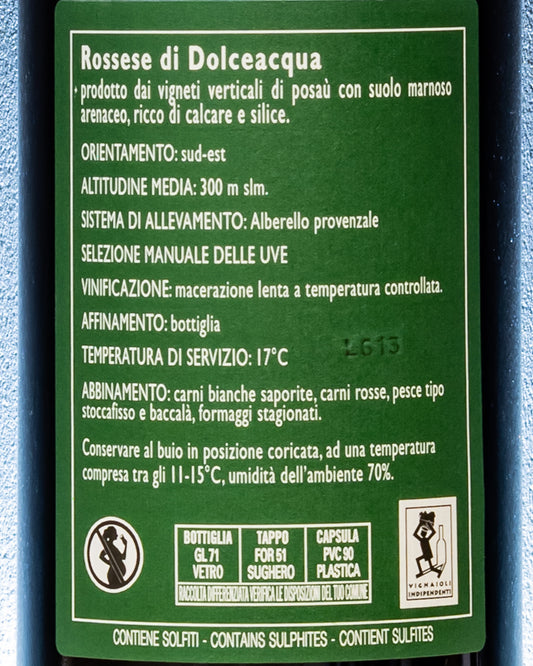 Rossese di Dolceacqua
prodotto dai vigneti verticali di posaù con suolo marnoso
arenaceo, ricco di calcare e silice.
ORIENTAMENTO: sud-est
ALTITUDINE MEDIA: 300 m slm.
SISTEMA DI ALLEVAMENTO: Alberello provenzale
SELEZIONE MANUALE DELLE UVE
VINIFICAZIONE: macerazione lenta a temperatura controllata.
AFFINAMENTO: bottiglia
TEMPERATURA DI SERVIZIO: 17°C
L613
ABBINAMENTO: carni bianche saporite, carni rosse, pesce tipo
stoccafisso e baccalà, formaggi stagionati.
Conservare al buio in posizione coricata, ad una temperatura
compresa tra gli 11-15°C, umidità dell'ambiente 70%.
BOTTIGLIA TAPPO CAPSULA
GL 71 FOR 51 PVC 90
VETRO SUGHERO PLASTICA
RACCOLTA DIFFERENZIATA VERIFICA LE DISPOSIZIONI DEL TUO COMUNE
VIGNAIOLI
INDIPENDENTI
CONTIENE SOLFITI - CONTAINS SULPHITES - CONTIENT SULFITES